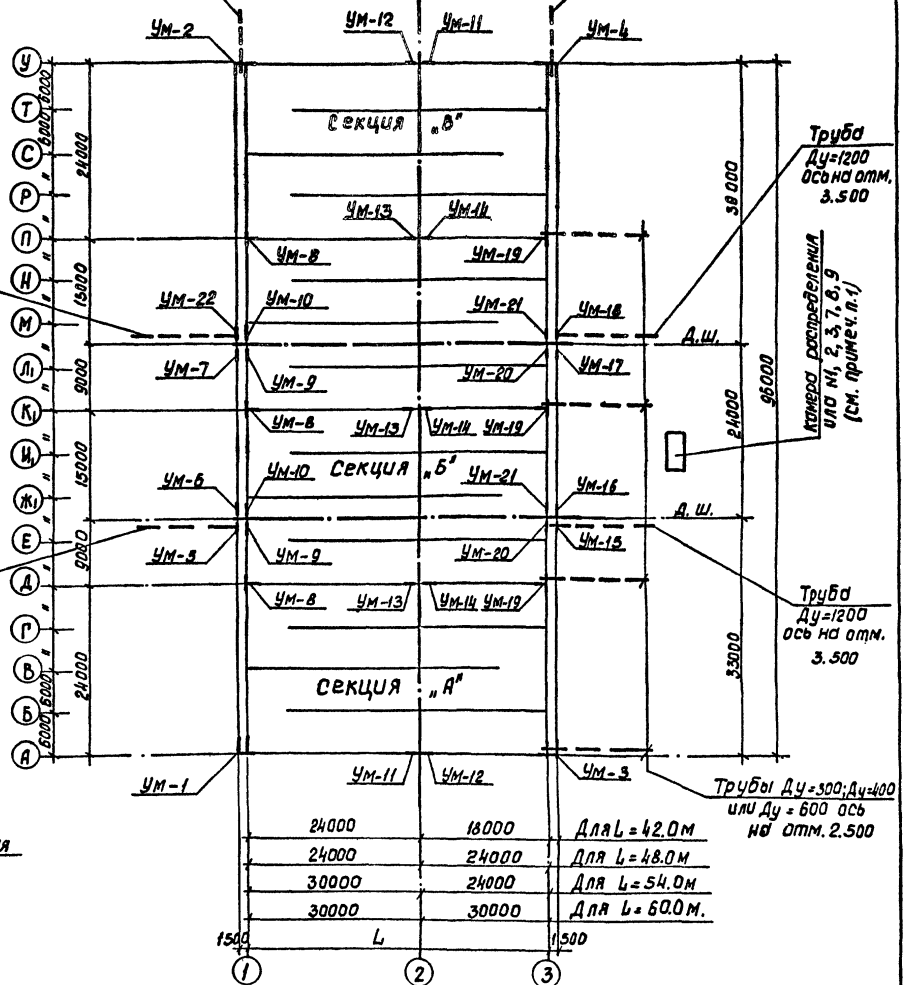 Ум-2
Ум-12
Ум-11
Ум-4
У
Т
С
Р
П
Н
М
Л₁
К₁
И₁
Ж₁
Е
Д
Г
В
Б
А
6000
6000
24000
15000
9000
15000
9000
24000
6000
6000
Секция „В"
Ум-13
Ум-14
Ум-8
Ум-19
Ум-22
Ум-10
Ум-21
Ум-18
Д.Ш.
Ум-7
Ум-9
Ум-20
Ум-17
Ум-8
Ум-13
Ум-14
Ум-19
Секция „Б"
Ум-6
Ум-10
Ум-21
Ум-16
Д.Ш.
Ум-5
Ум-9
Ум-20
Ум-15
Ум-8
Ум-13
Ум-14
Ум-19
Секция „А"
Ум-1
Ум-11
Ум-12
Ум-3
24000
33000
96000
Труба
Ду=1200
ось на отм.
3.500
Камера распределения
ила №1, 2, 3, 7, 8, 9
(см. примеч. п.1)
Труба
Ду=1200
ось на отм.
3.500
Трубы Ду=300; Ду=400
или Ду=600 ось
на отм. 2.500
24000 18000 Для L=42.0м
24000 24000 Для L=48.0м
30000 24000 Для L=54.0м
30000 30000 Для L=60.0м.
1500 L 1500
1 2 3